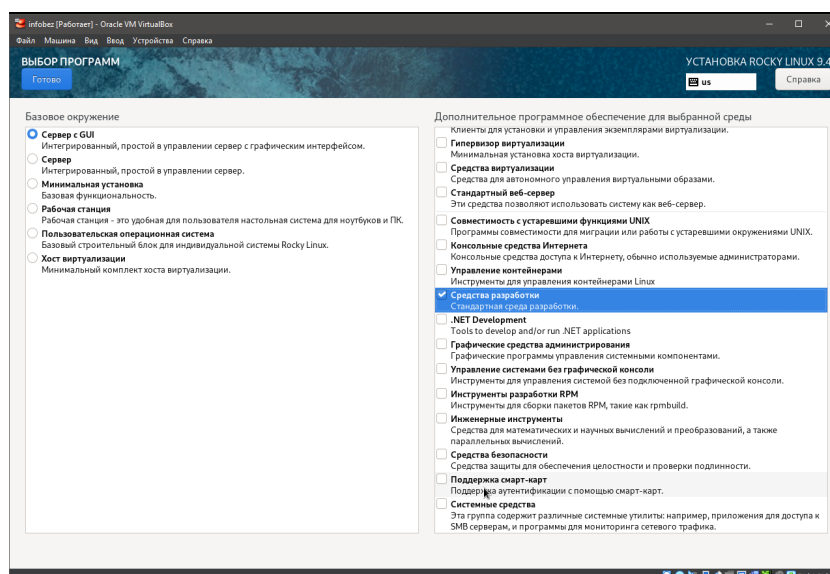 infobez [Работает] - Oracle VM VirtualBox
Файл Машина Вид Ввод Устройства Справка
ВЫБОР ПРОГРАММ
Готово
УСТАНОВКА ROCKY LINUX 9.4
us
Справка
Базовое окружение
Сервер с GUI
Интегрированный, простой в управлении сервер с графическим интерфейсом.
Сервер
Интегрированный, простой в управлении сервер.
Минимальная установка
Базовая функциональность.
Рабочая станция
Рабочая станция - это удобная для пользователя настольная система для ноутбуков и ПК.
Пользовательская операционная система
Базовый строительный блок для индивидуальной системы Rocky Linux.
Хост виртуализации
Минимальный комплект хоста виртуализации.
Дополнительное программное обеспечение для выбранной среды
Клиенты для установки и управления экземплярами виртуализации.
Гипервизор виртуализации
Минимальная установка хоста виртуализации.
Средства виртуализации
Средства для автономного управления виртуальными образами.
Стандартный веб-сервер
Эти средства позволяют использовать систему как веб-сервер.
Совместимость с устаревшими функциями UNIX
Программы совместимости для миграции или работы с устаревшими окружениями UNIX.
Консольные средства Интернета
Консольные средства доступа к Интернету, обычно используемые администраторами.
Управление контейнерами
Инструменты для управления контейнерами Linux
Средства разработки
Стандартная среда разработки.
.NET Development
Tools to develop and/or run .NET applications
Графические средства администрирования
Графические программы управления системными компонентами.
Управление системами без графической консоли
Инструменты для управления системой без подключенной графической консоли.
Инструменты разработки RPM
Инструменты для сборки пакетов RPM, такие как rpmbuild.
Инженерные инструменты
Средства для математических и научных вычислений и преобразований, а также
параллельных вычислений.
Средства безопасности
Средства защиты для обеспечения целостности и проверки подлинности.
Поддержка смарт-карт
Поддержка аутентификации с помощью смарт-карт.
Системные средства
Эта группа содержит различные системные утилиты: например, приложения для доступа к
SMB серверам, и программы для мониторинга сетевого трафика.